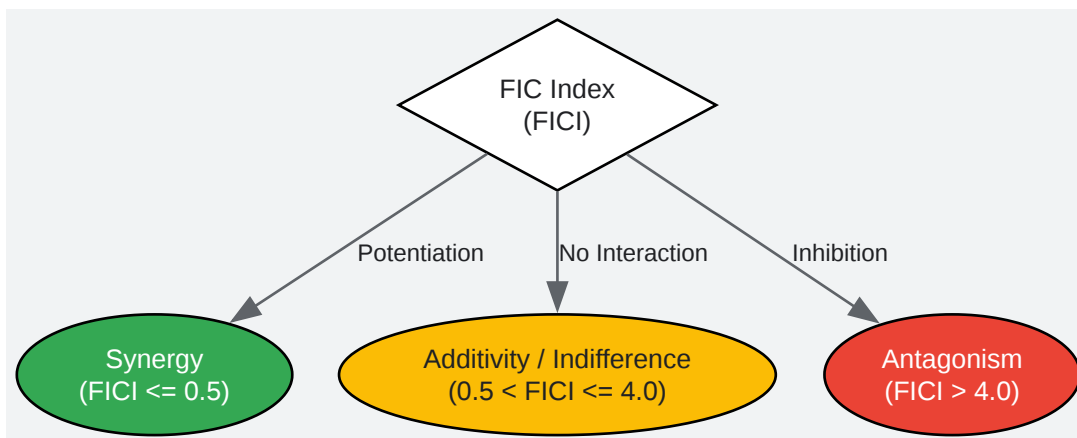 FIC Index
(FICI)
Potentiation
No Interaction
Inhibition
Synergy
(FICI <= 0.5)
Additivity / Indifference
(0.5 < FICI <= 4.0)
Antagonism
(FICI > 4.0)